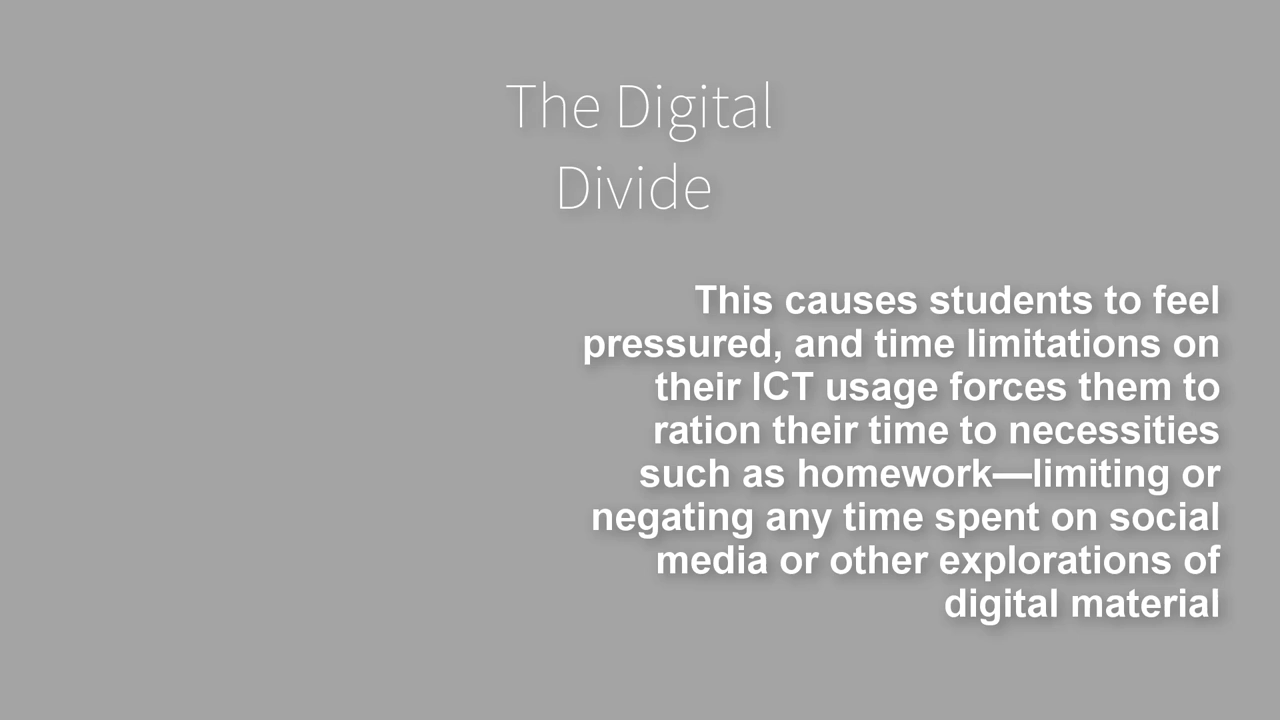 The Digital
Divide
This causes students to feel
pressured, and time limitations on
their ICT usage forces them to
ration their time to necessities
such as homework—limiting or
negating any time spent on social
media or other explorations of
digital material